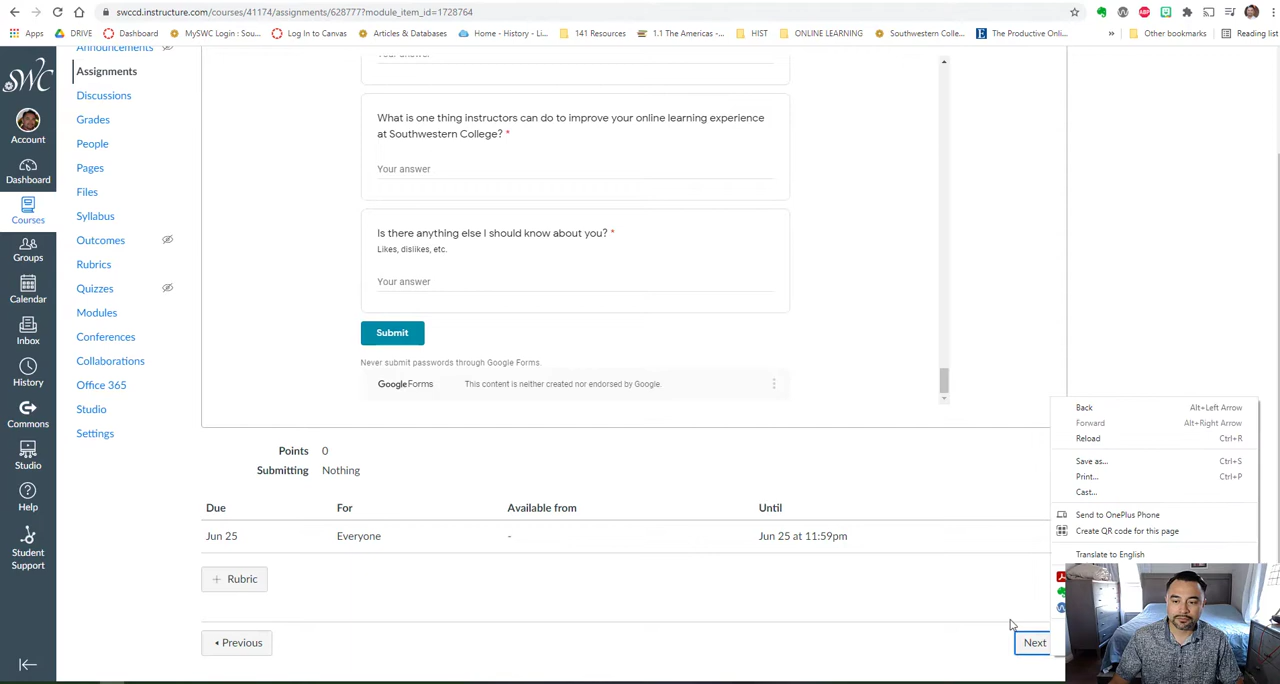 swccd.instructure.com/courses/41174/assignments/628777?module_item_id=1728764
Apps DRIVE Dashboard MySWC Login : Sou... Log In to Canvas Articles & Databases Home - History - Li... 141 Resources 1.1 The Americas -... HIST ONLINE LEARNING Southwestern Colle... The Productive Onli... » Other bookmarks Reading list
SWC
Account
Dashboard
Courses
Groups
Calendar
Inbox
History
Commons
Studio
Help
Student
Support
Announcements
Assignments
Discussions
Grades
People
Pages
Files
Syllabus
Outcomes
Rubrics
Quizzes
Modules
Conferences
Collaborations
Office 365
Studio
Settings
What is one thing instructors can do to improve your online learning experience
at Southwestern College? *
Your answer
Is there anything else I should know about you? *
Likes, dislikes, etc.
Your answer
Submit
Never submit passwords through Google Forms.
Google Forms This content is neither created nor endorsed by Google.
Points 0
Submitting Nothing
Due For Available from Until
Jun 25 Everyone - Jun 25 at 11:59pm
+ Rubric
◂ Previous
Next
Back Alt+Left Arrow
Forward Alt+Right Arrow
Reload Ctrl+R
Save as... Ctrl+S
Print... Ctrl+P
Cast...
Send to OnePlus Phone
Create QR code for this page
Translate to English